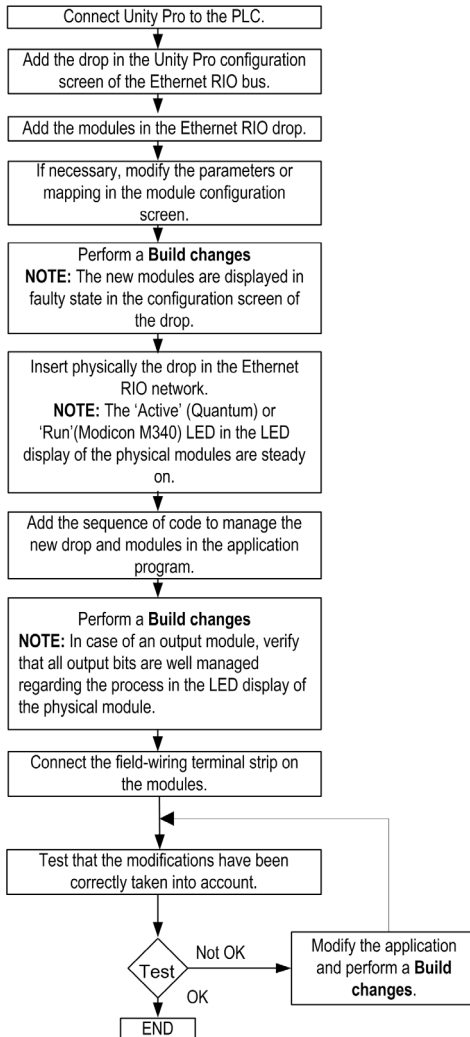 Connect Unity Pro to the PLC.
Add the drop in the Unity Pro configuration
screen of the Ethernet RIO bus.
Add the modules in the Ethernet RIO drop.
If necessary, modify the parameters or
mapping in the module configuration
screen.
Perform a Build changes
NOTE: The new modules are displayed in
faulty state in the configuration screen of
the drop.
Insert physically the drop in the Ethernet
RIO network.
NOTE: The ‘Active’ (Quantum) or
‘Run’(Modicon M340) LED in the LED
display of the physical modules are steady
on.
Add the sequence of code to manage the
new drop and modules in the application
program.
Perform a Build changes
NOTE: In case of an output module, verify
that all output bits are well managed
regarding the process in the LED display of
the physical module.
Connect the field-wiring terminal strip on
the modules.
Test that the modifications have been
correctly taken into account.
Test
Not OK
Modify the application
and perform a Build
changes.
OK
END